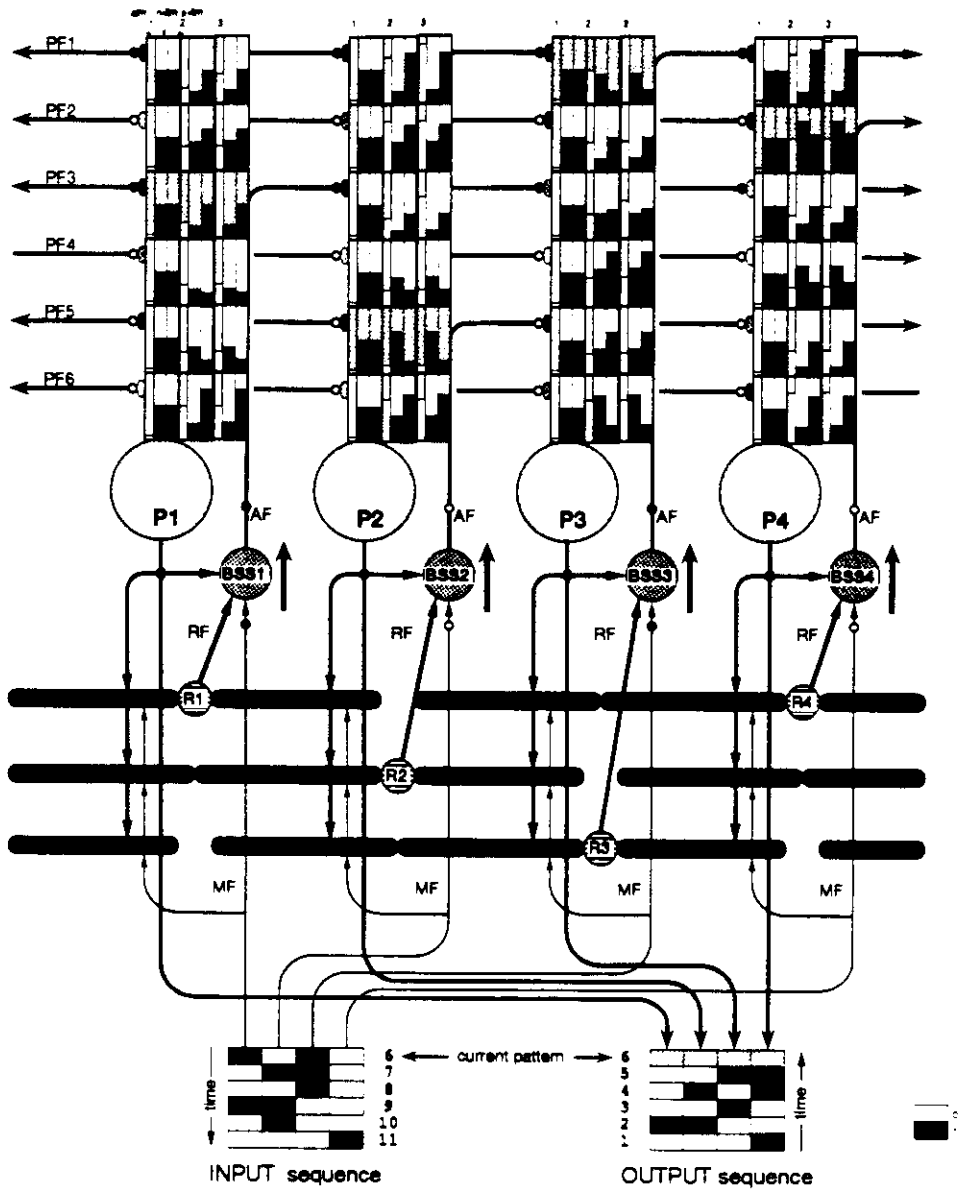 1 2 3 1 2 3 1 2 3 1 2 3
PF1
PF2
PF3
PF4
PF5
PF6
P1 AF P2 AF P3 AF P4 AF
BSS1 BSS2 BSS3 BSS4
RF RF RF RF
R1 R4
R2
R3
MF MF MF MF
6 current pattern 6
7 5
8 4
time 9 3 time
10 2
11 1
INPUT sequence OUTPUT sequence